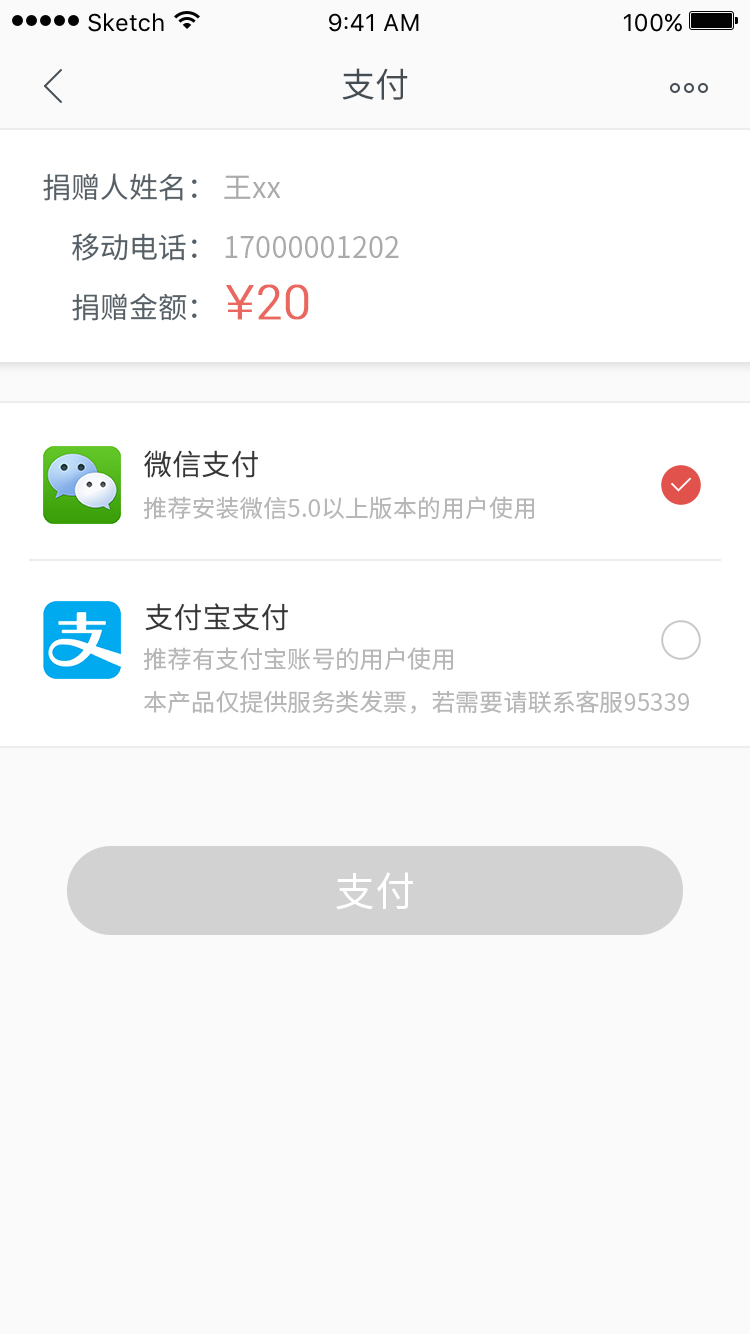 Sketch 9:41 AM 100%
支付
捐赠人姓名： 王xx
移动电话： 17000001202
捐赠金额： ¥20
微信支付
推荐安装微信5.0以上版本的用户使用
支付宝支付
推荐有支付宝账号的用户使用
本产品仅提供服务类发票，若需要请联系客服95339
支付